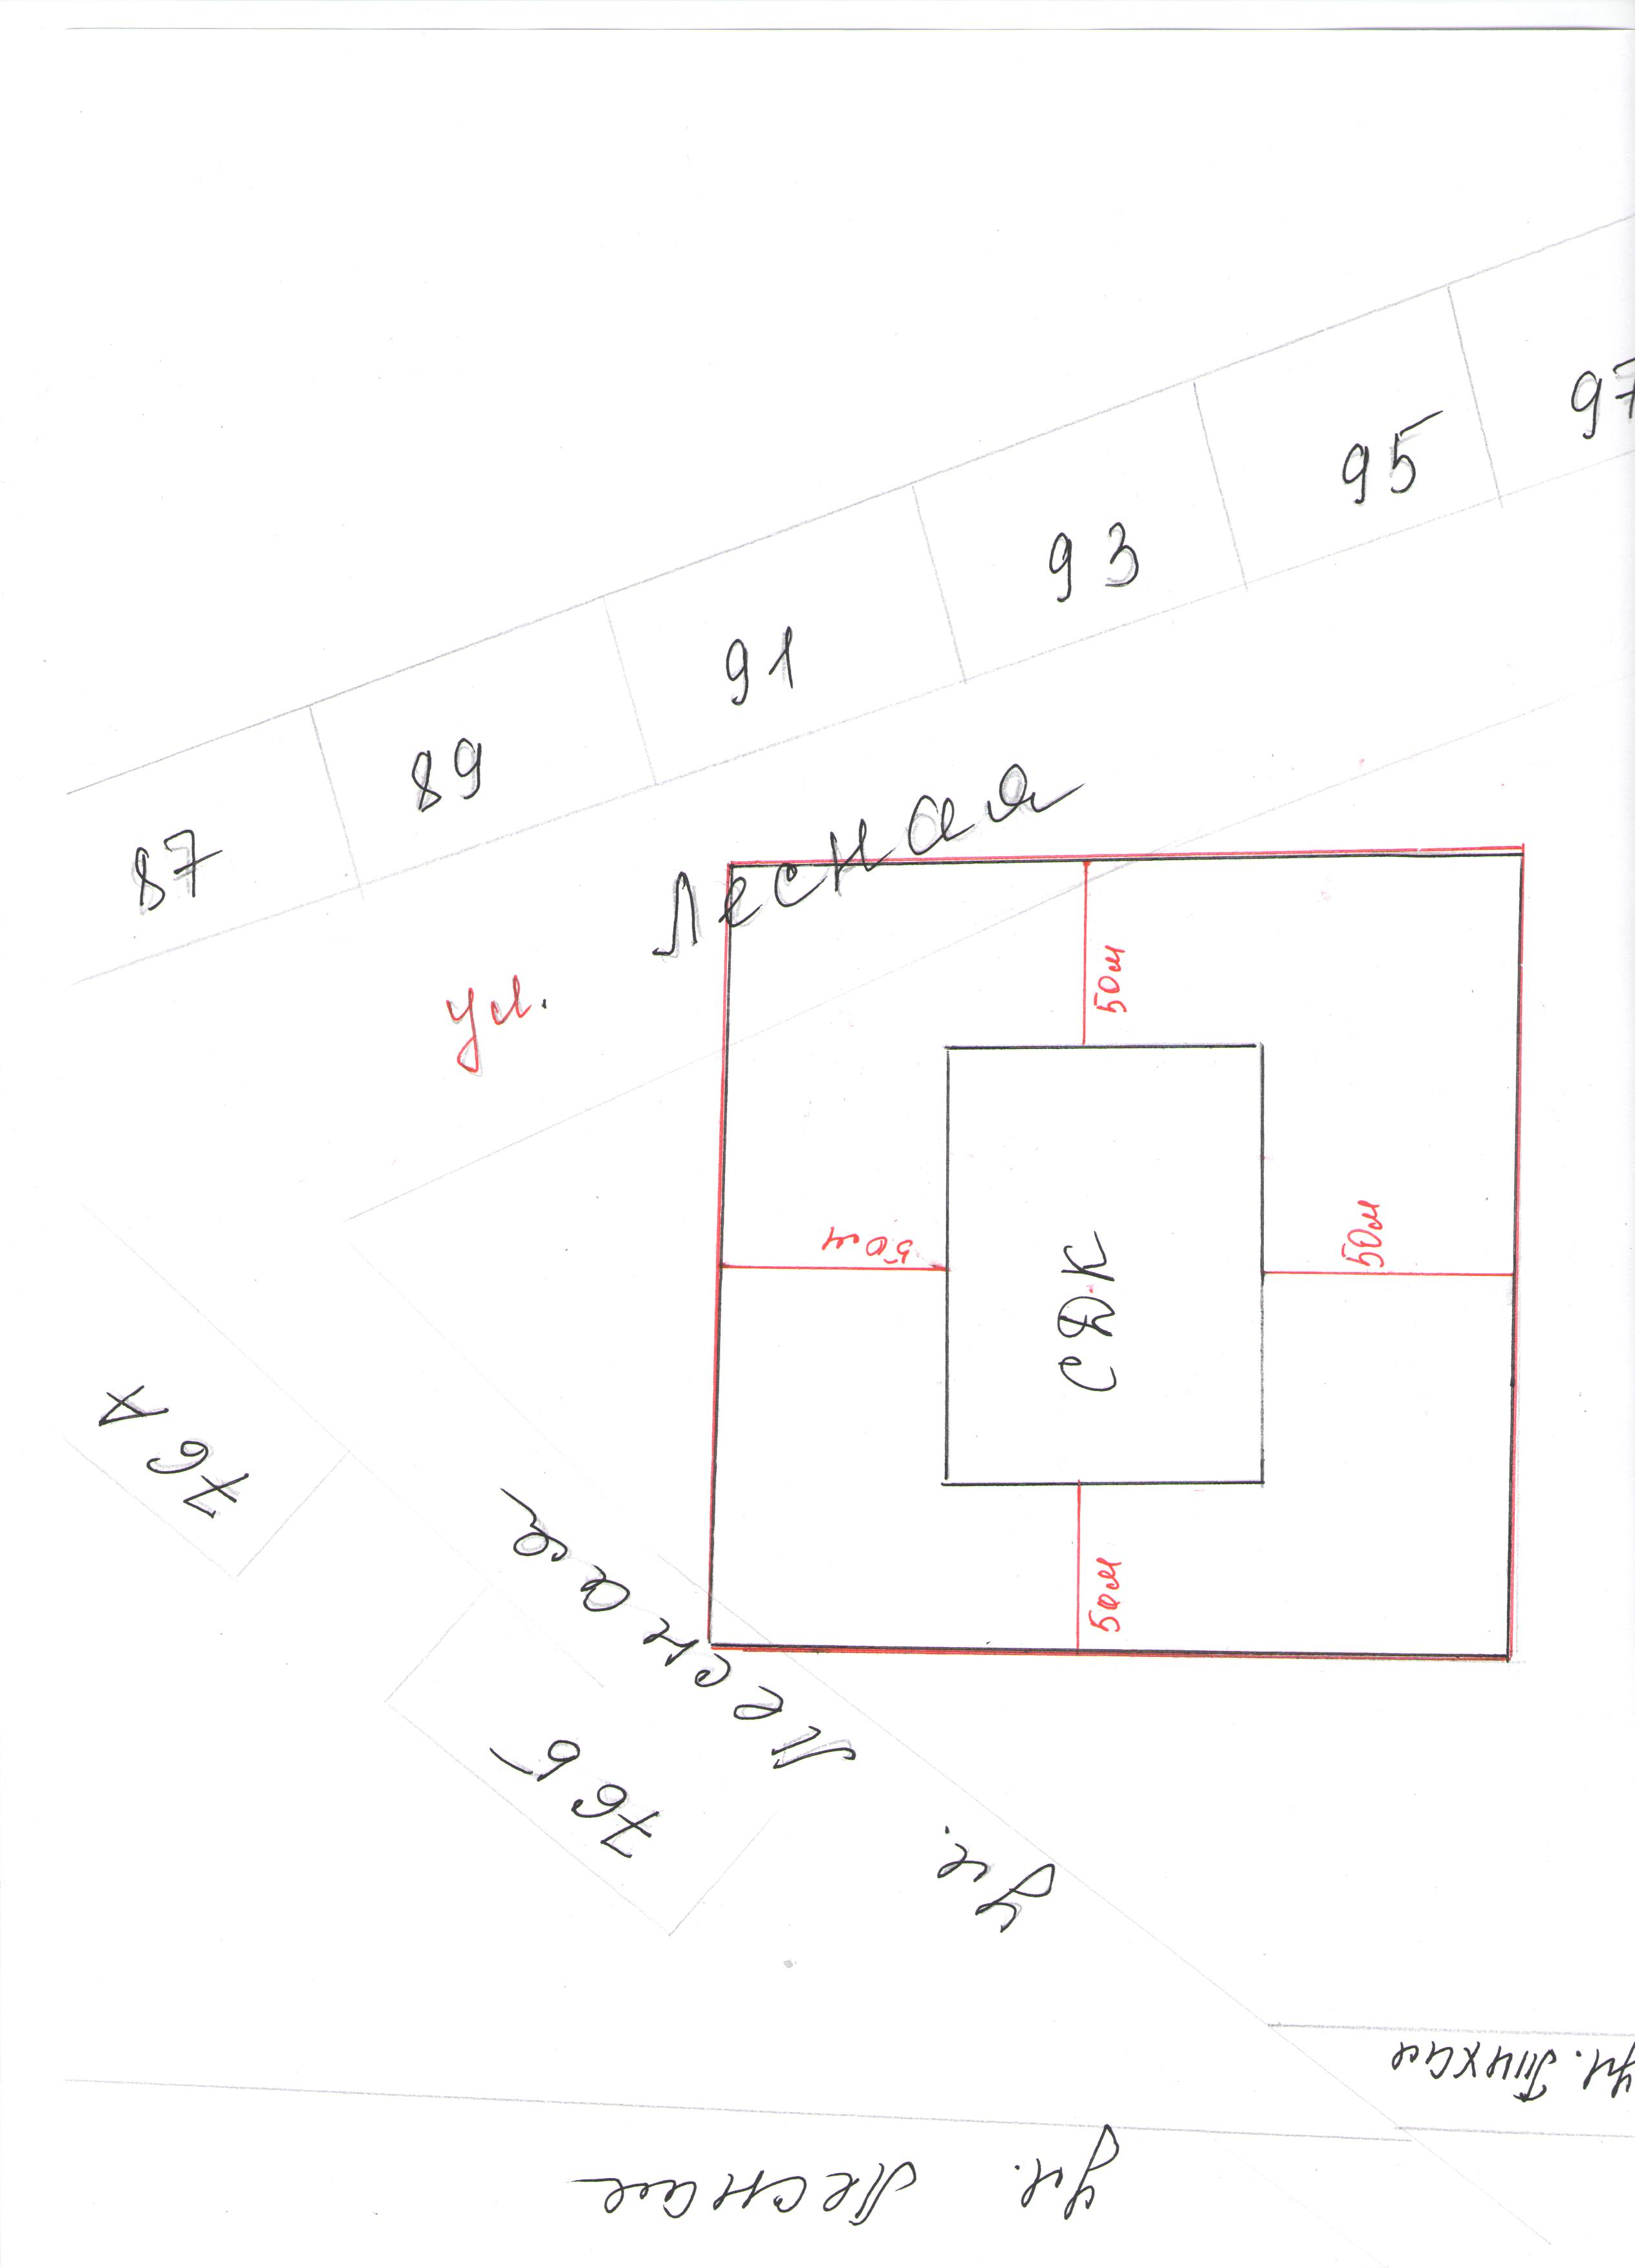 97
95
93
91
89
87
ул. Лесная
50м
50м
50м
СДК
50м
76А
76Б
ул. Лесная
ул. Тихая
ул. Лесная